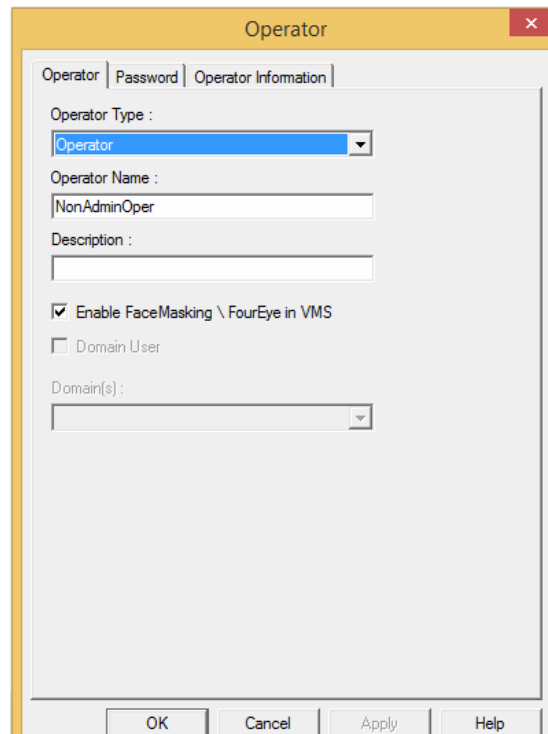 Operator
Operator Password Operator Information
Operator Type :
Operator
Operator Name :
NonAdminOper
Description :
Enable FaceMasking \ FourEye in VMS
Domain User
Domain(s) :
OK Cancel Apply Help